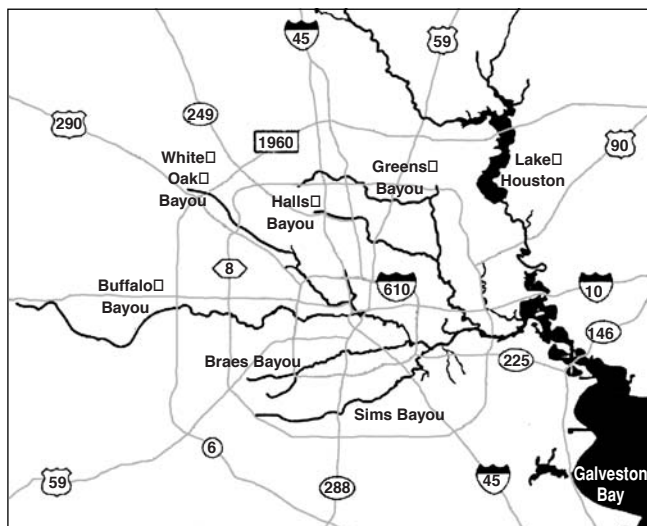 45
59
290
249
1960
90
White□
Oak□
Bayou
Greens□
Bayou
Lake□
Houston
Halls□
Bayou
8
Buffalo□
Bayou
610
10
146
Braes Bayou
225
Sims Bayou
6
59
288
45
Galveston
Bay